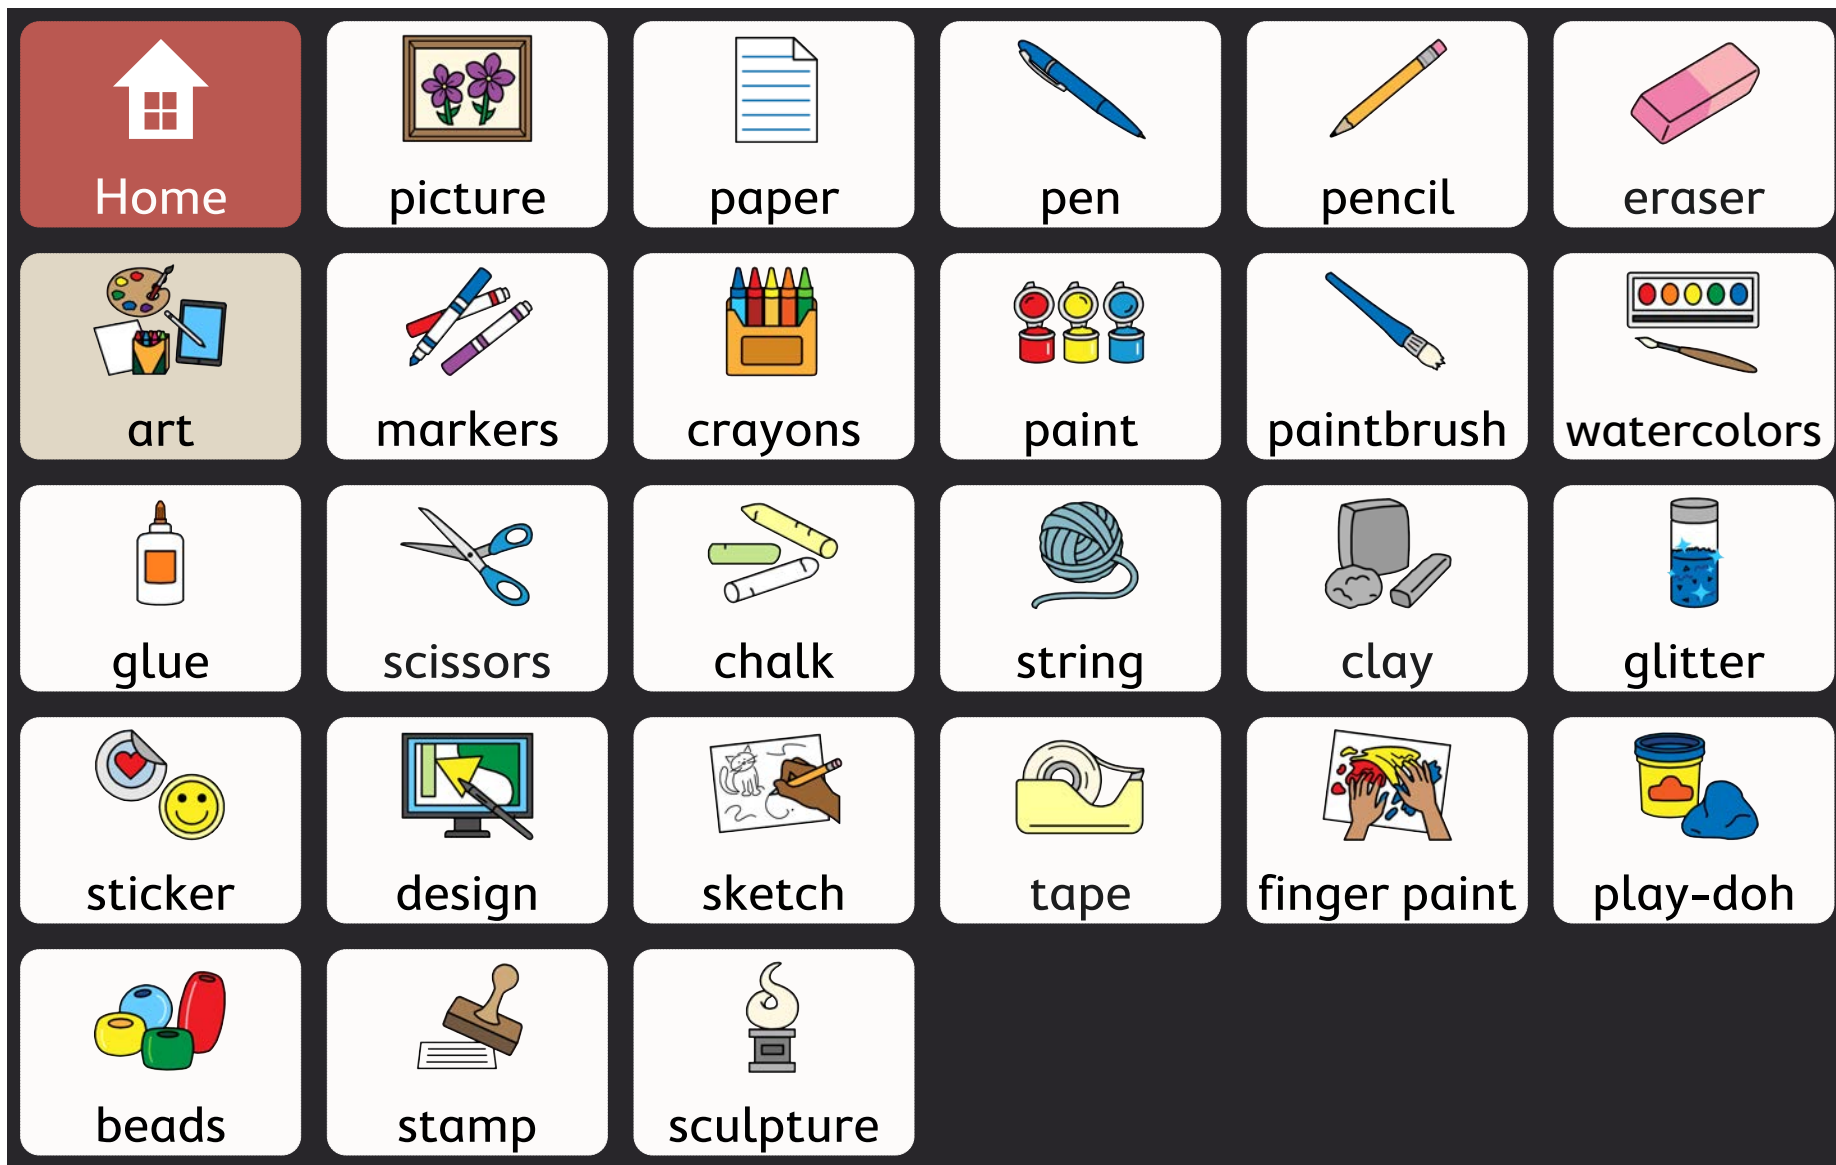 Home
picture
paper
pen
pencil
eraser
art
markers
crayons
paint
paintbrush
watercolors
glue
scissors
chalk
string
clay
glitter
sticker
design
sketch
tape
finger paint
play-doh
beads
stamp
sculpture